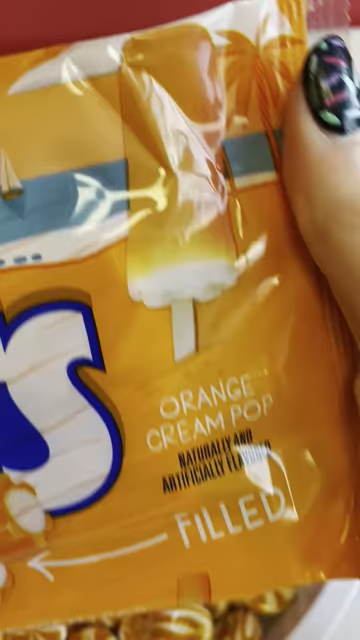 S
ORANGE
CREAM POP
NATURALLY AND
ARTIFICIALLY FLAVORED
FILLED